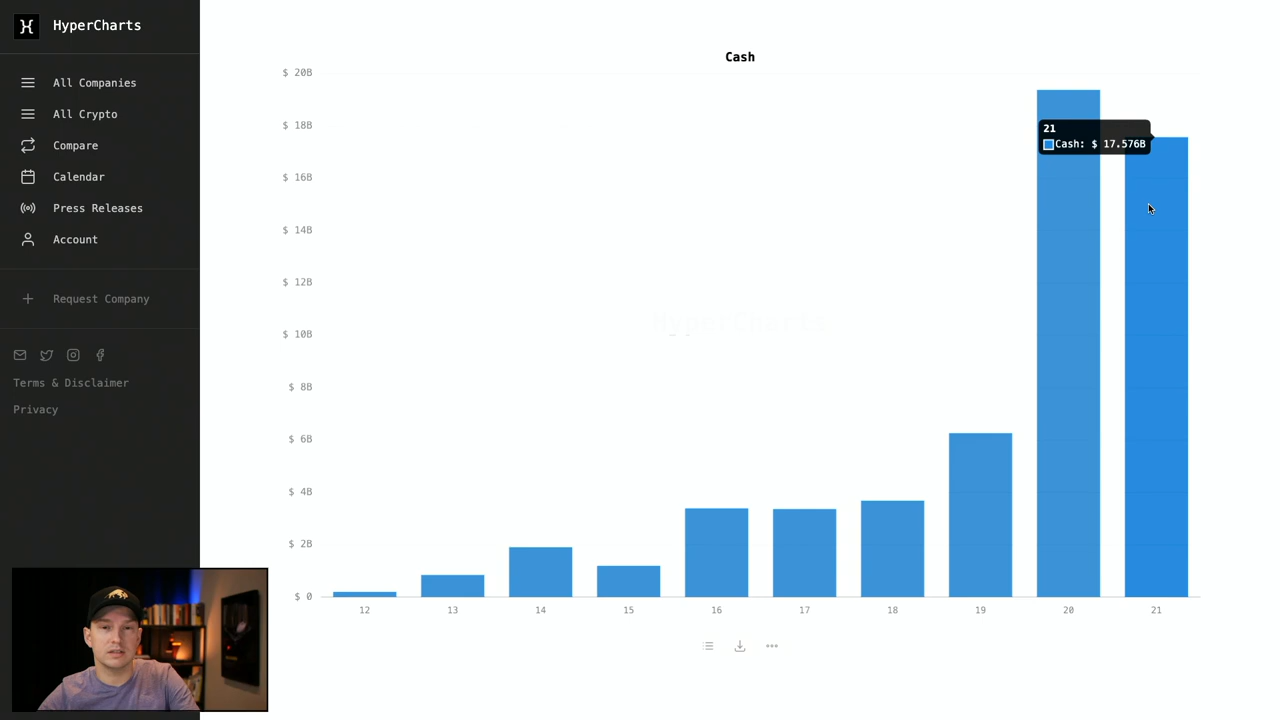 HyperCharts
All Companies
All Crypto
Compare
Calendar
Press Releases
Account
Request Company
Terms & Disclaimer
Privacy
Cash
$ 20B
$ 18B
$ 16B
$ 14B
$ 12B
$ 10B
$ 8B
$ 6B
$ 4B
$ 2B
$ 0
21
Cash: $ 17.576B
HyperCharts
12 13 14 15 16 17 18 19 20 21